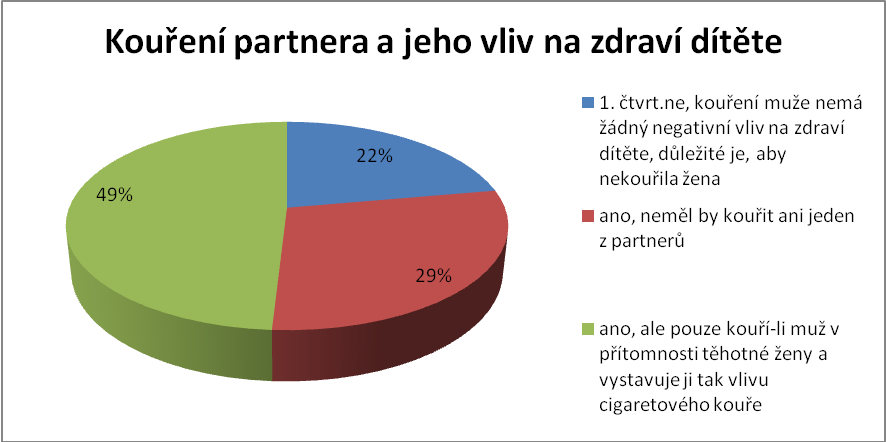 Kouření partnera a jeho vliv na zdraví dítěte
22%
49%
29%
1. čtvrt.ne, kouření muže nemá
žádný negativní vliv na zdraví
dítěte, důležité je, aby
nekouřila žena
ano, neměl by kouřit ani jeden
z partnerů
ano, ale pouze kouří-li muž v
přítomnosti těhotné ženy a
vystavuje ji tak vlivu
cigaretového kouře